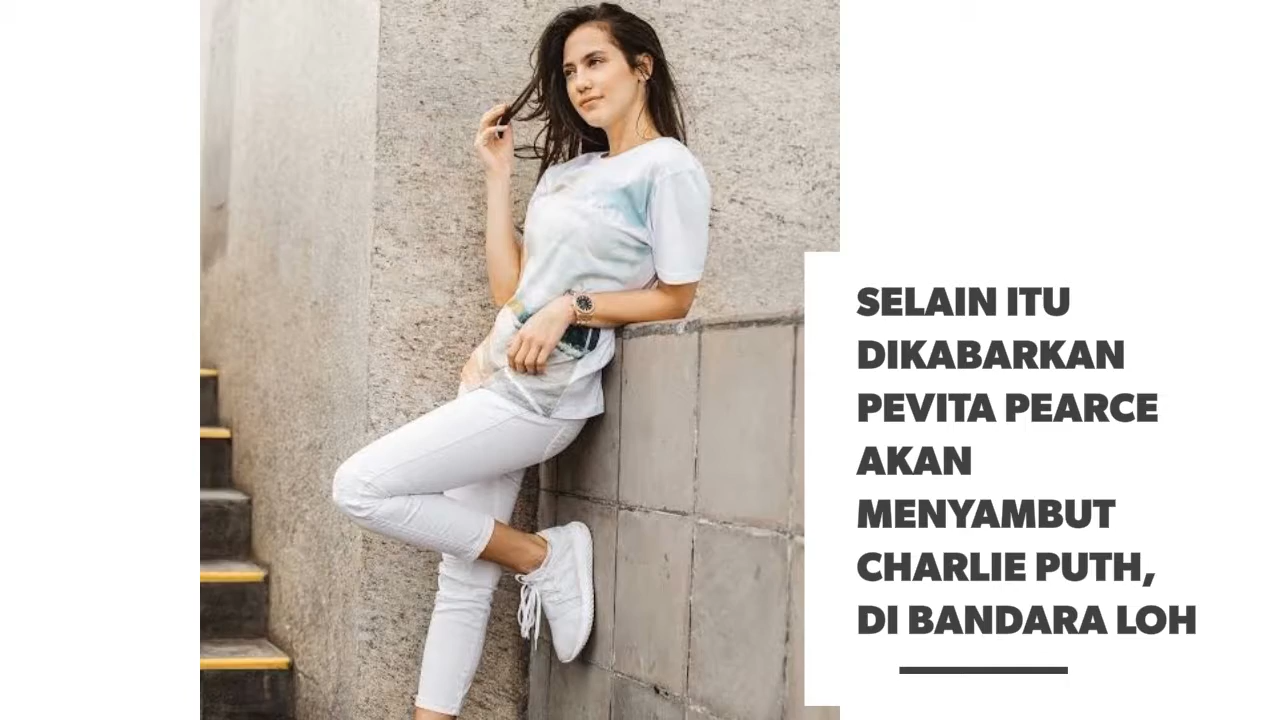 SELAIN ITU
DIKABARKAN
PEVITA PEARCE
AKAN
MENYAMBUT
CHARLIE PUTH,
DI BANDARA LOH